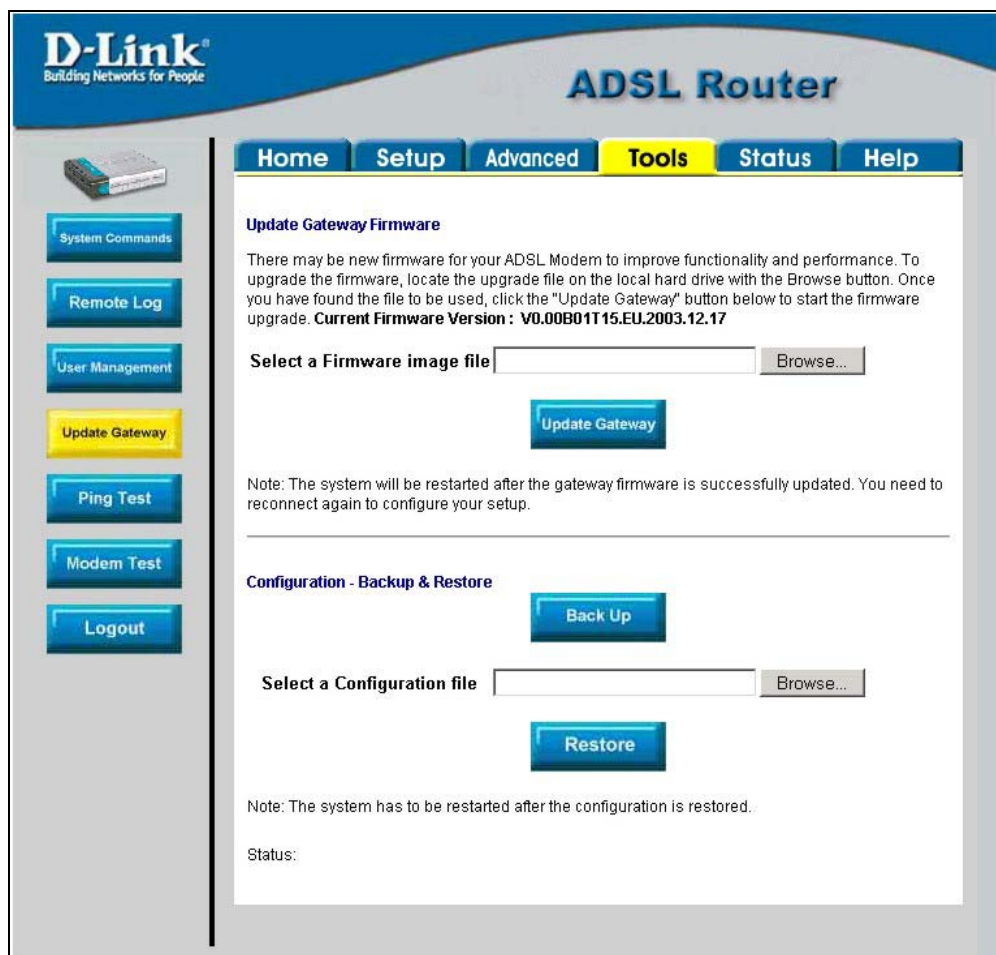 D-Link®
Building Networks for People
ADSL Router
Home Setup Advanced Tools Status Help
System Commands
Remote Log
User Management
Update Gateway
Ping Test
Modem Test
Logout
Update Gateway Firmware
There may be new firmware for your ADSL Modem to improve functionality and performance. To
upgrade the firmware, locate the upgrade file on the local hard drive with the Browse button. Once
you have found the file to be used, click the "Update Gateway" button below to start the firmware
upgrade. Current Firmware Version : V0.00B01T15.EU.2003.12.17
Select a Firmware image file Browse...
Update Gateway
Note: The system will be restarted after the gateway firmware is successfully updated. You need to
reconnect again to configure your setup.
Configuration - Backup & Restore
Back Up
Select a Configuration file Browse...
Restore
Note: The system has to be restarted after the configuration is restored.
Status: